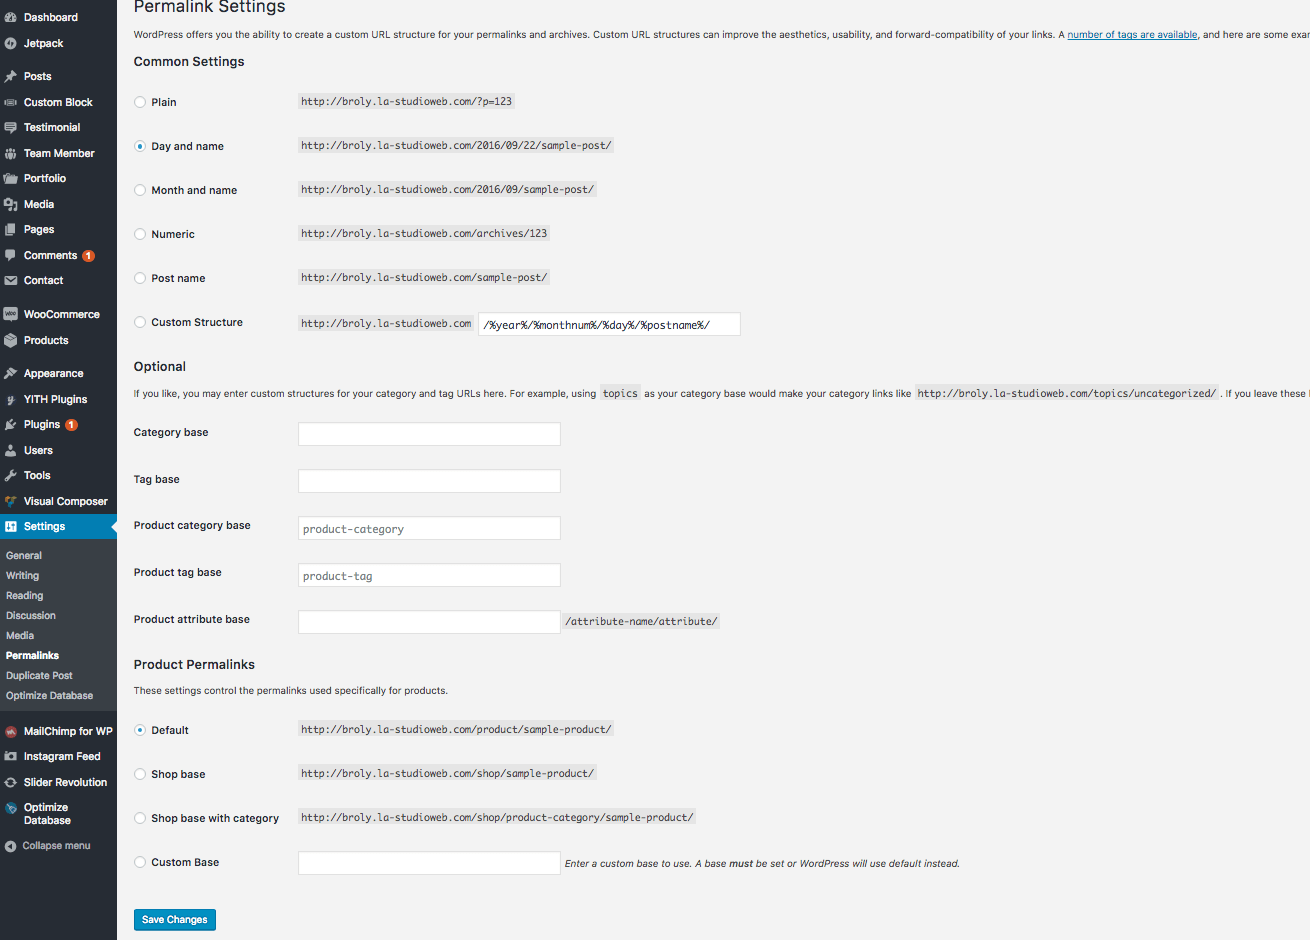 Dashboard
Jetpack
Posts
Custom Block
Testimonial
Team Member
Portfolio
Media
Pages
Comments 1
Contact
WooCommerce
Products
Appearance
YITH Plugins
Plugins 1
Users
Tools
Visual Composer
Settings
General
Writing
Reading
Discussion
Media
Permalinks
Duplicate Post
Optimize Database
MailChimp for WP
Instagram Feed
Slider Revolution
Optimize
Database
Collapse menu
Permalink Settings
WordPress offers you the ability to create a custom URL structure for your permalinks and archives. Custom URL structures can improve the aesthetics, usability, and forward-compatibility of your links. A number of tags are available, and here are some
Common Settings
Plain http://broly.la-studioweb.com/?p=123
Day and name http://broly.la-studioweb.com/2016/09/22/sample-post/
Month and name http://broly.la-studioweb.com/2016/09/sample-post/
Numeric http://broly.la-studioweb.com/archives/123
Post name http://broly.la-studioweb.com/sample-post/
Custom Structure http://broly.la-studioweb.com /%year%/%monthnum%/%day%/%postname%/
Optional
If you like, you may enter custom structures for your category and tag URLs here. For example, using topics as your category base would make your category links like http://broly.la-studioweb.com/topics/uncategorized/ . If you leave these
Category base
Tag base
Product category base product-category
Product tag base product-tag
Product attribute base /attribute-name/attribute/
Product Permalinks
These settings control the permalinks used specifically for products.
Default http://broly.la-studioweb.com/product/sample-product/
Shop base http://broly.la-studioweb.com/shop/sample-product/
Shop base with category http://broly.la-studioweb.com/shop/product-category/sample-product/
Custom Base Enter a custom base to use. A base must be set or WordPress will use default instead.
Save Changes